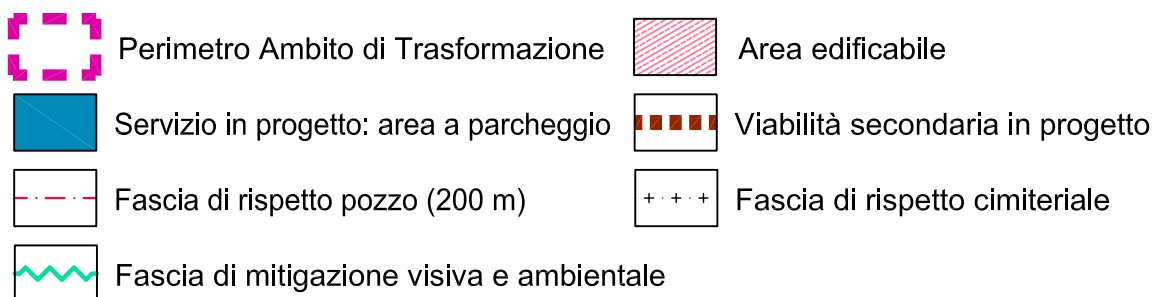 Perimetro Ambito di Trasformazione
Area edificabile
Servizio in progetto: area a parcheggio
Viabilità secondaria in progetto
Fascia di rispetto pozzo (200 m)
Fascia di rispetto cimiteriale
Fascia di mitigazione visiva e ambientale